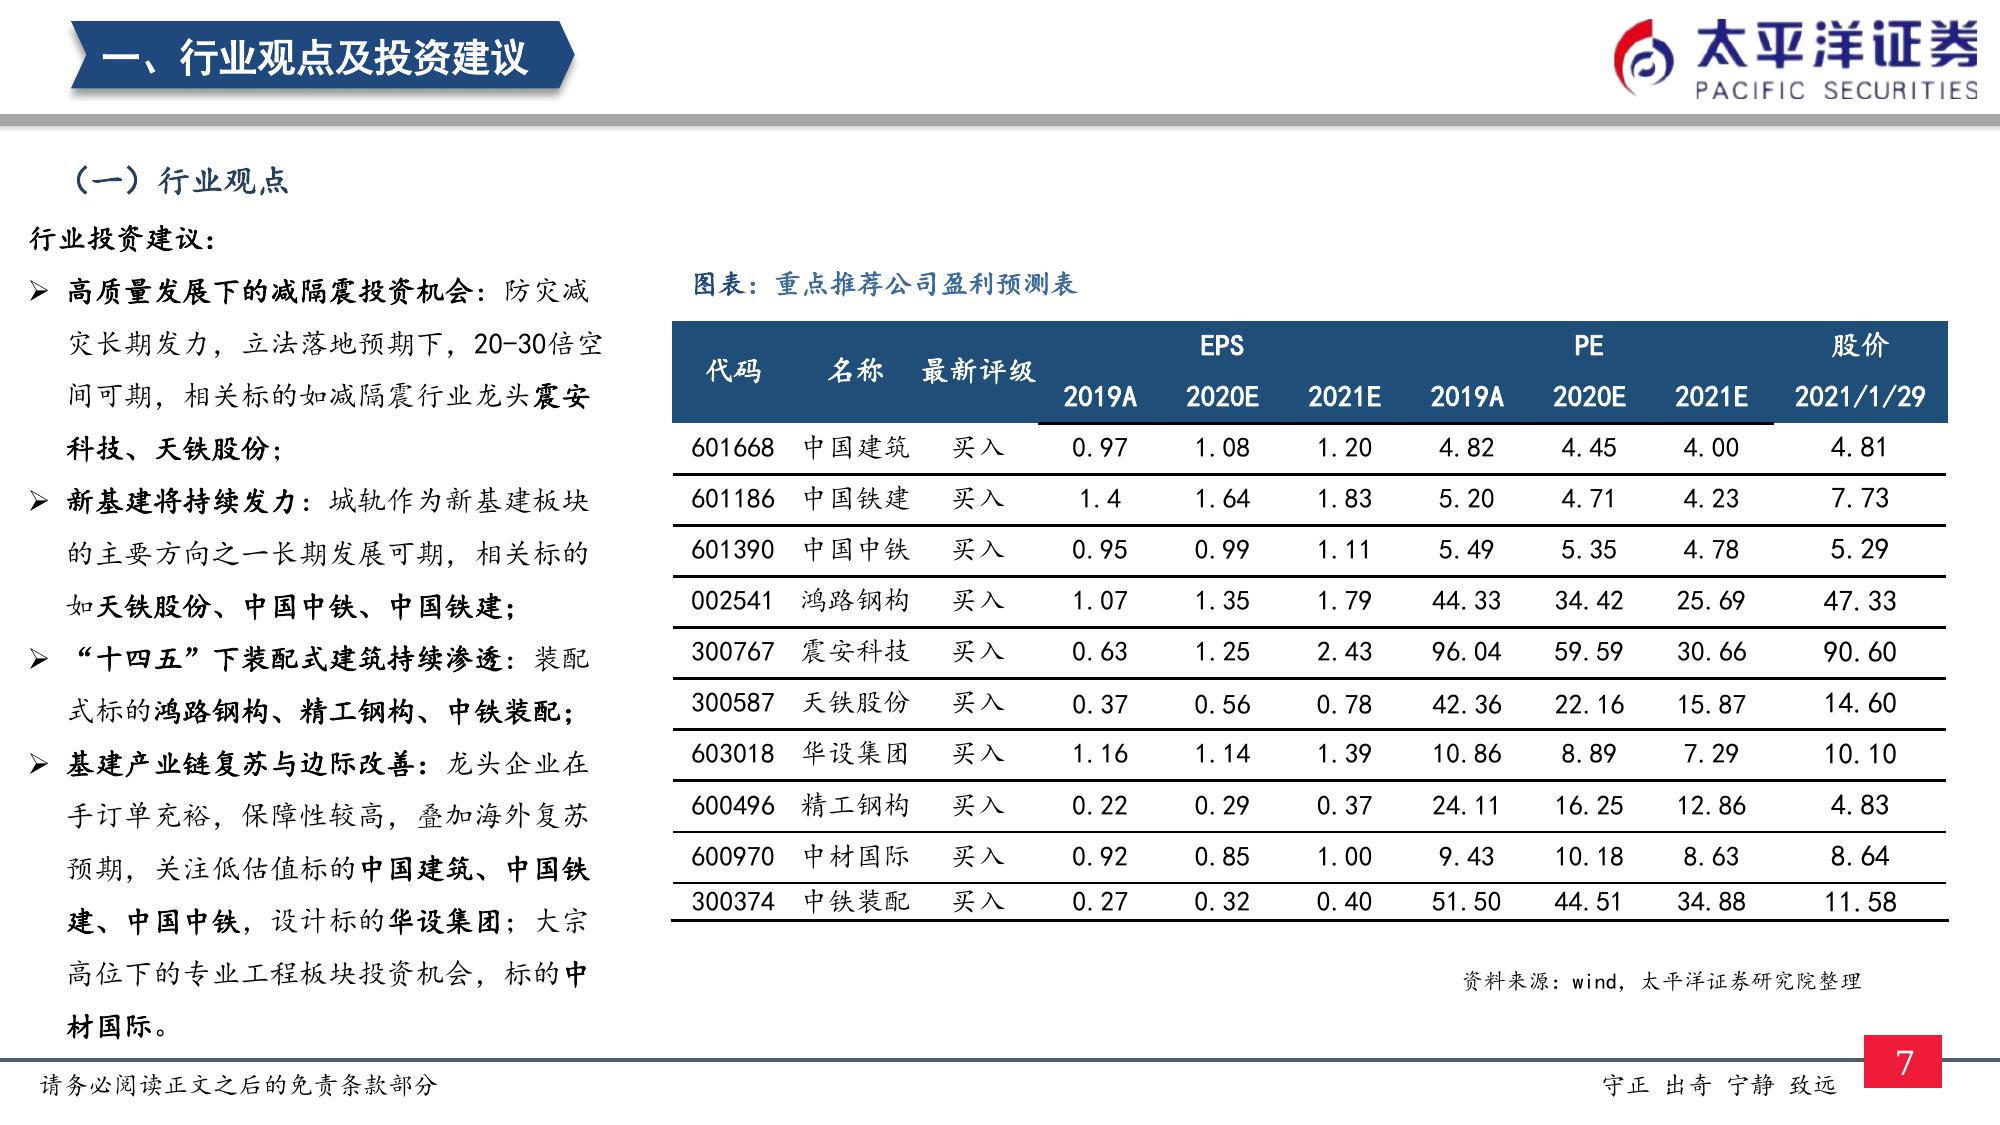 一、行业观点及投资建议
太平洋证券
PACIFIC SECURITIES
（一）行业观点
行业投资建议：
➢ 高质量发展下的减隔震投资机会：防灾减
灾长期发力，立法落地预期下，20-30倍空
间可期，相关标的如减隔震行业龙头震安
科技、天铁股份；
➢ 新基建将持续发力：城轨作为新基建板块
的主要方向之一长期发展可期，相关标的
如天铁股份、中国中铁、中国铁建；
➢ “十四五”下装配式建筑持续渗透：装配
式标的鸿路钢构、精工钢构、中铁装配；
➢ 基建产业链复苏与边际改善：龙头企业在
手订单充裕，保障性较高，叠加海外复苏
预期，关注低估值标的中国建筑、中国铁
建、中国中铁，设计标的华设集团；大宗
高位下的专业工程板块投资机会，标的中
材国际。
图表：重点推荐公司盈利预测表
代码 名称 最新评级 EPS PE 股价
2019A 2020E 2021E 2019A 2020E 2021E 2021/1/29
601668 中国建筑 买入 0.97 1.08 1.20 4.82 4.45 4.00 4.81
601186 中国铁建 买入 1.4 1.64 1.83 5.20 4.71 4.23 7.73
601390 中国中铁 买入 0.95 0.99 1.11 5.49 5.35 4.78 5.29
002541 鸿路钢构 买入 1.07 1.35 1.79 44.33 34.42 25.69 47.33
300767 震安科技 买入 0.63 1.25 2.43 96.04 59.59 30.66 90.60
300587 天铁股份 买入 0.37 0.56 0.78 42.36 22.16 15.87 14.60
603018 华设集团 买入 1.16 1.14 1.39 10.86 8.89 7.29 10.10
600496 精工钢构 买入 0.22 0.29 0.37 24.11 16.25 12.86 4.83
600970 中材国际 买入 0.92 0.85 1.00 9.43 10.18 8.63 8.64
300374 中铁装配 买入 0.27 0.32 0.40 51.50 44.51 34.88 11.58
资料来源：wind，太平洋证券研究院整理
请务必阅读正文之后的免责条款部分
守正 出奇 宁静 致远
7